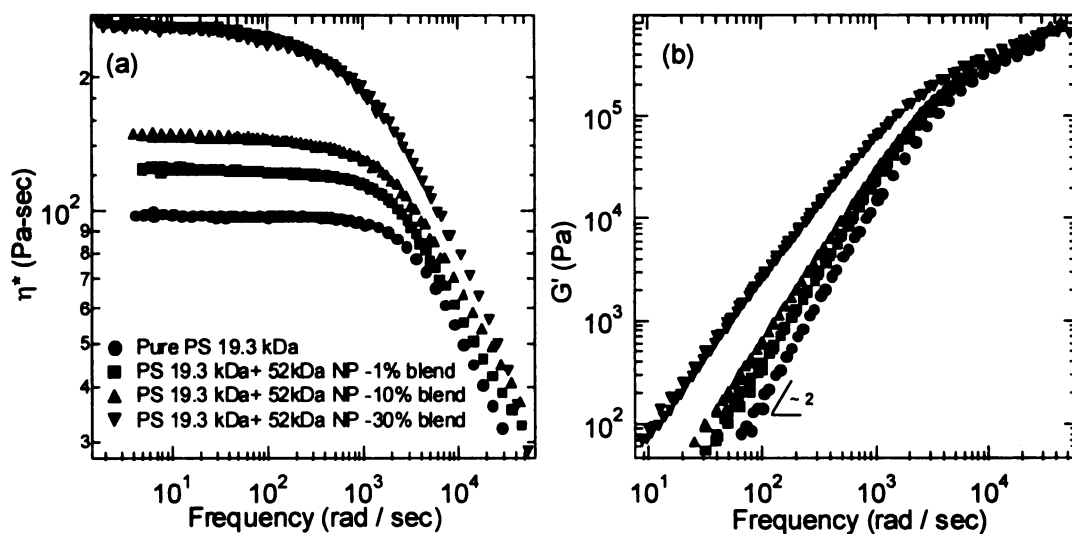 (a)
2
10²
9
8
7
6
5
4
3
η* (Pa-sec)
Pure PS 19.3 kDa
PS 19.3 kDa+ 52kDa NP -1% blend
PS 19.3 kDa+ 52kDa NP -10% blend
PS 19.3 kDa+ 52kDa NP -30% blend
10¹ 10² 10³ 10⁴
Frequency (rad / sec)
(b)
10⁵
10⁴
10³
10²
G' (Pa)
~ 2
10¹ 10² 10³ 10⁴
Frequency (rad / sec)